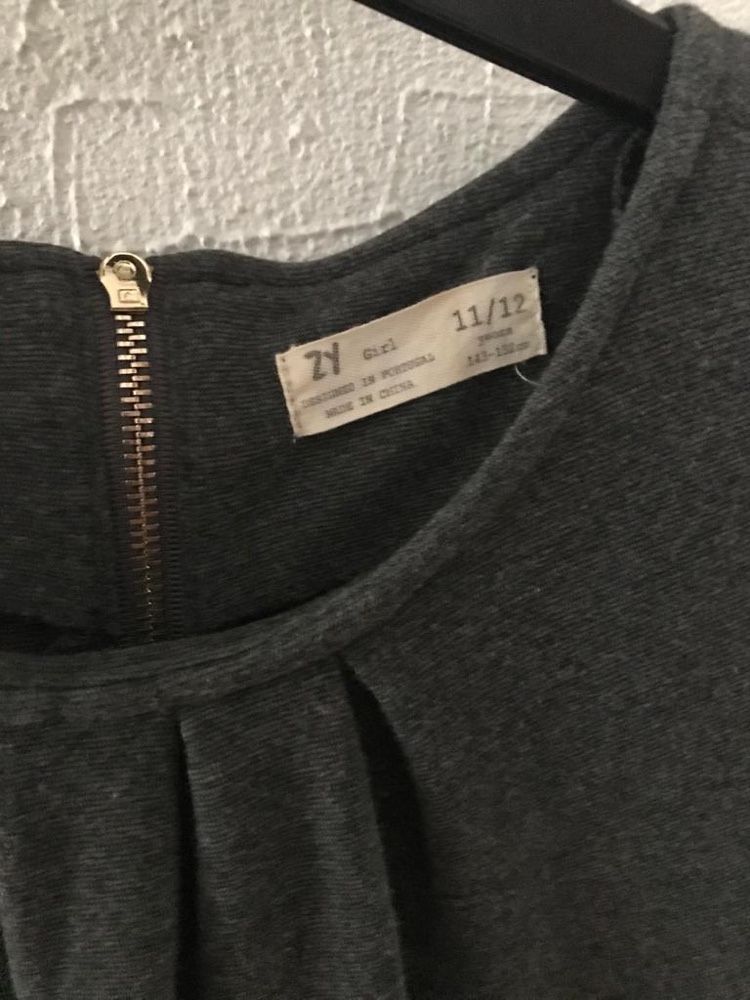 ZY Girl 11/12
years
DESIGNED IN PORTUGAL
MADE IN CHINA